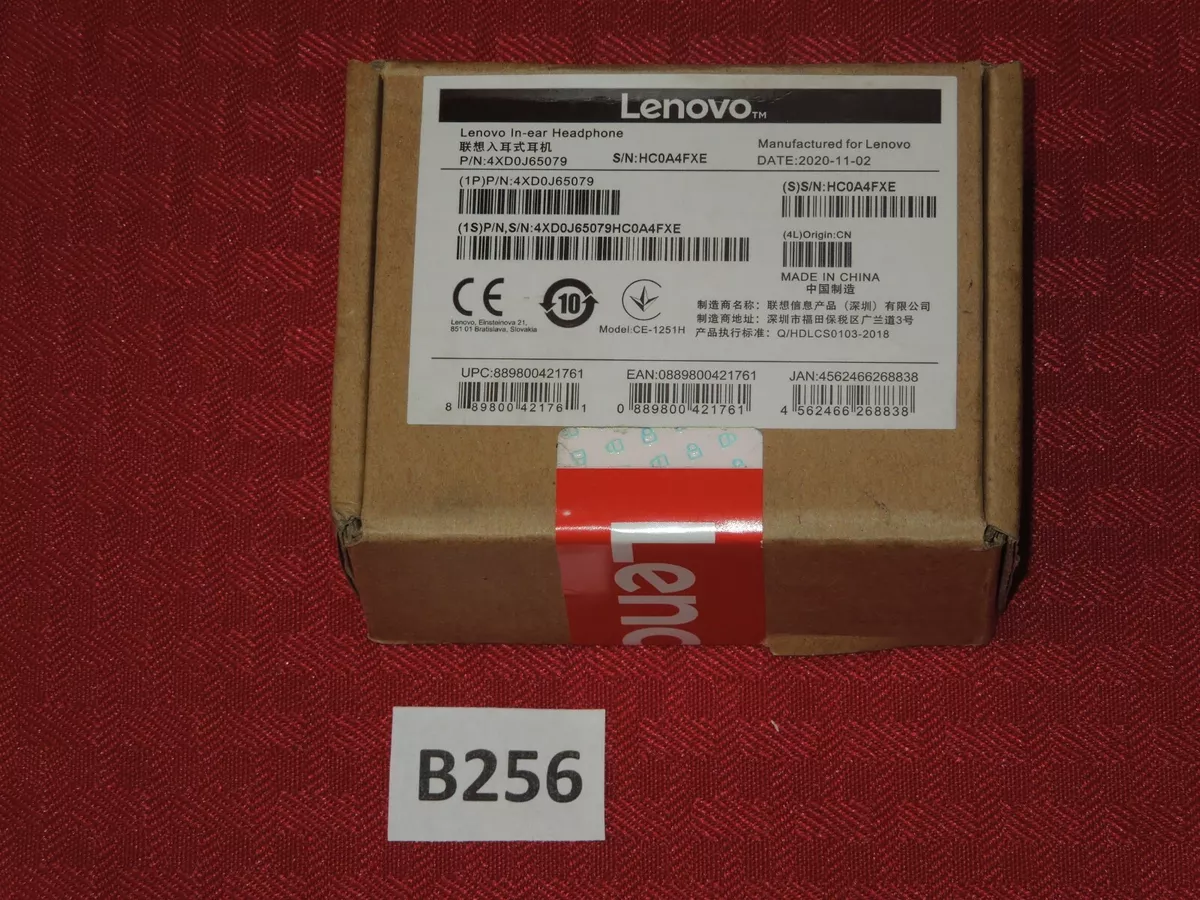 Lenovo™
Lenovo In-ear Headphone
联想入耳式耳机
P/N:4XD0J65079
S/N:HC0A4FXE
Manufactured for Lenovo
DATE:2020-11-02
(1P)P/N:4XD0J65079
(S)S/N:HC0A4FXE
(1S)P/N,S/N:4XD0J65079HC0A4FXE
(4L)Origin:CN
MADE IN CHINA
中国制造
CE
Lenovo, Einsteinova 21,
851 01 Bratislava, Slovakia
10
Model:CE-1251H
制造商名称：联想信息产品（深圳）有限公司
制造商地址：深圳市福田保税区广兰道3号
产品执行标准：Q/HDLCS0103-2018
UPC:889800421761
8 89800 42176 1
EAN:0889800421761
0 889800 421761
JAN:4562466268838
4 562466 268838
Leno
B256